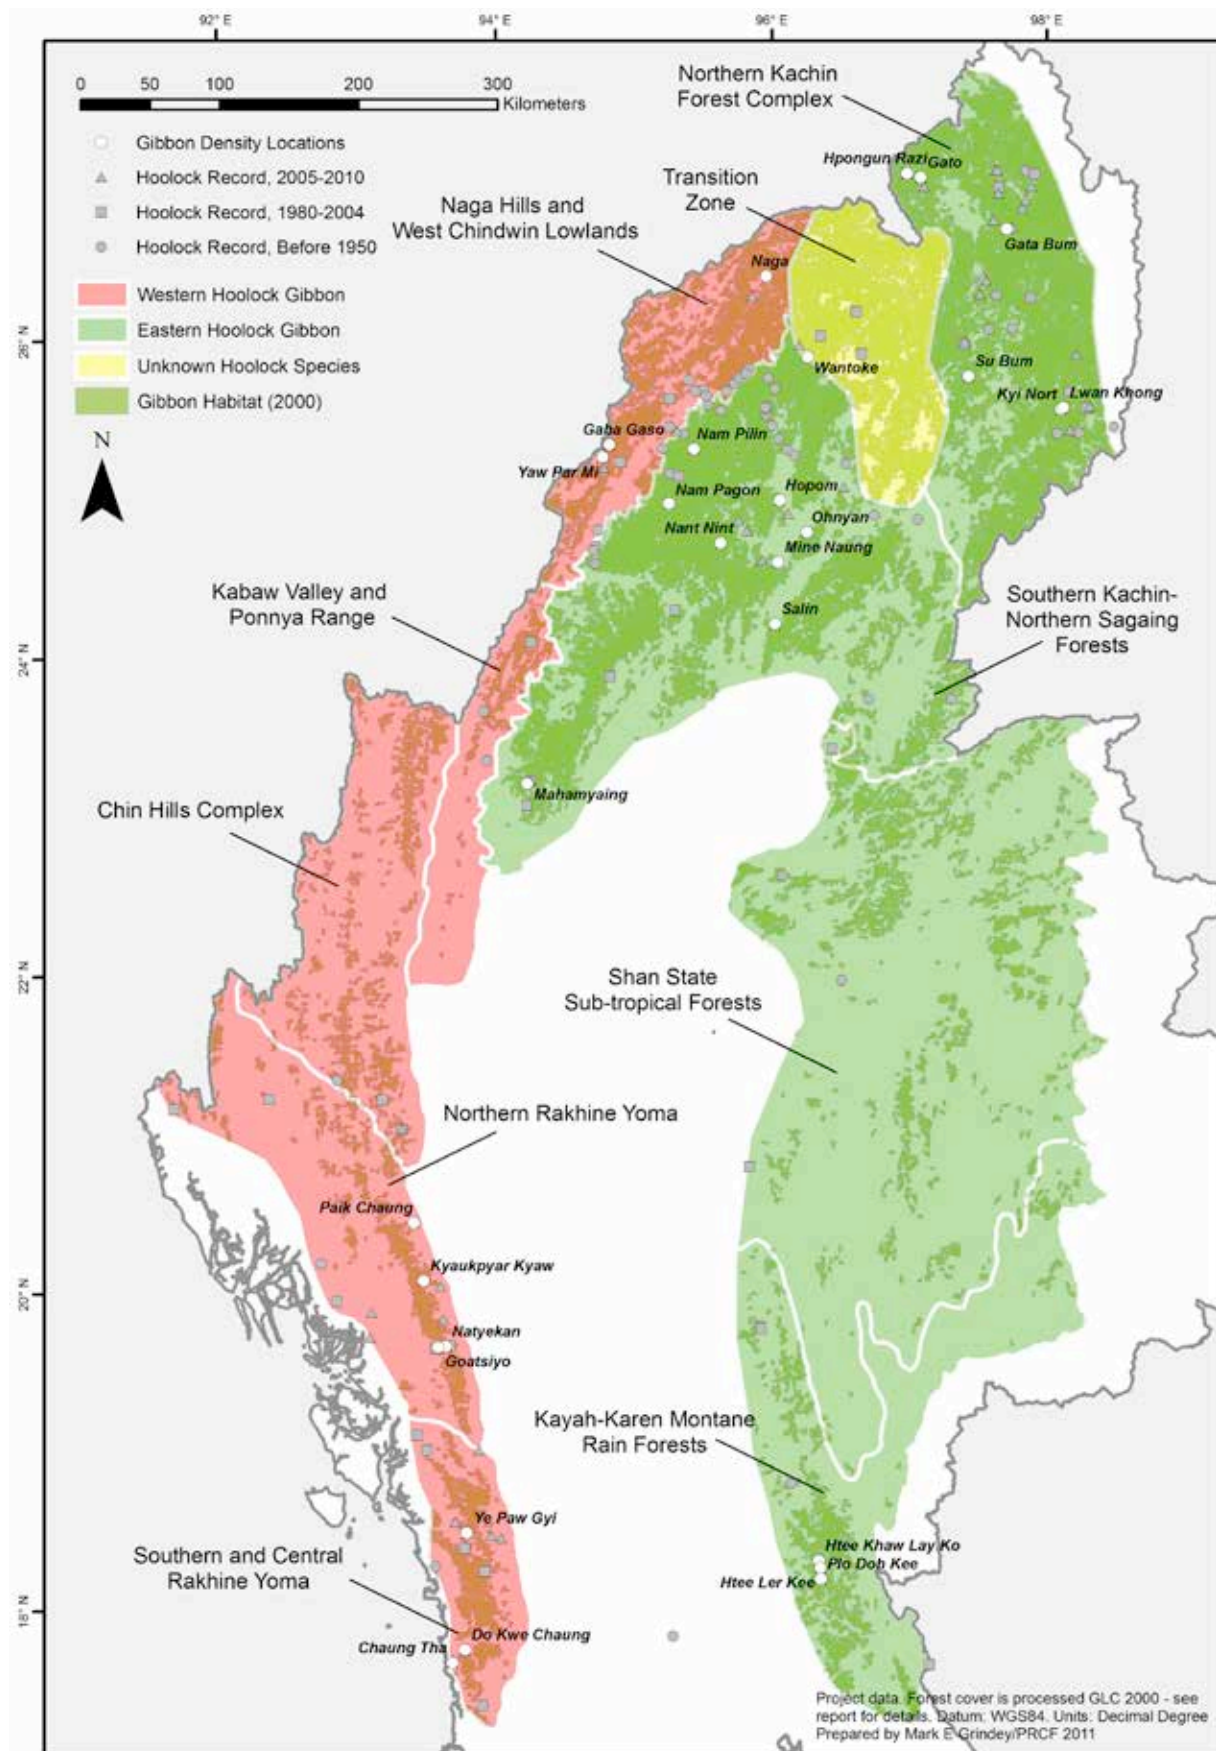 92° E
94° E
96° E
98° E
0
50
100
200
300
Kilometers
Gibbon Density Locations
Hoolock Record, 2005-2010
Hoolock Record, 1980-2004
Hoolock Record, Before 1950
Western Hoolock Gibbon
Eastern Hoolock Gibbon
Unknown Hoolock Species
Gibbon Habitat (2000)
N
26° N
24° N
22° N
20° N
18° N
Northern Kachin
Forest Complex
Hpongun Razi
Gato
Transition
Zone
Naga Hills and
West Chindwin Lowlands
Gata Bum
Naga
Wantoke
Su Bum
Kyi Nort
Lwan Khong
Gaba Gaso
Nam Pilin
Yaw Par Mi
Nam Pagon
Hopom
Nant Nint
Ohnyan
Mine Naung
Kabaw Valley and
Ponnya Range
Southern Kachin-
Northern Sagaing
Forests
Salin
Mahamyaing
Chin Hills Complex
Shan State
Sub-tropical Forests
Northern Rakhine Yoma
Paik Chaung
Kyaukpyar Kyaw
Natyekan
Goatsiyo
Kayah-Karen Montane
Rain Forests
Ye Paw Gyi
Htee Khaw Lay Ko
Plo Doh Kee
Htee Ler Kee
Southern and Central
Rakhine Yoma
Do Kwe Chaung
Chaung Tha
Project data. Forest cover is processed GLC 2000 - see
report for details. Datum: WGS84. Units: Decimal Degree
Prepared by Mark E Grindey/PRCF 2011